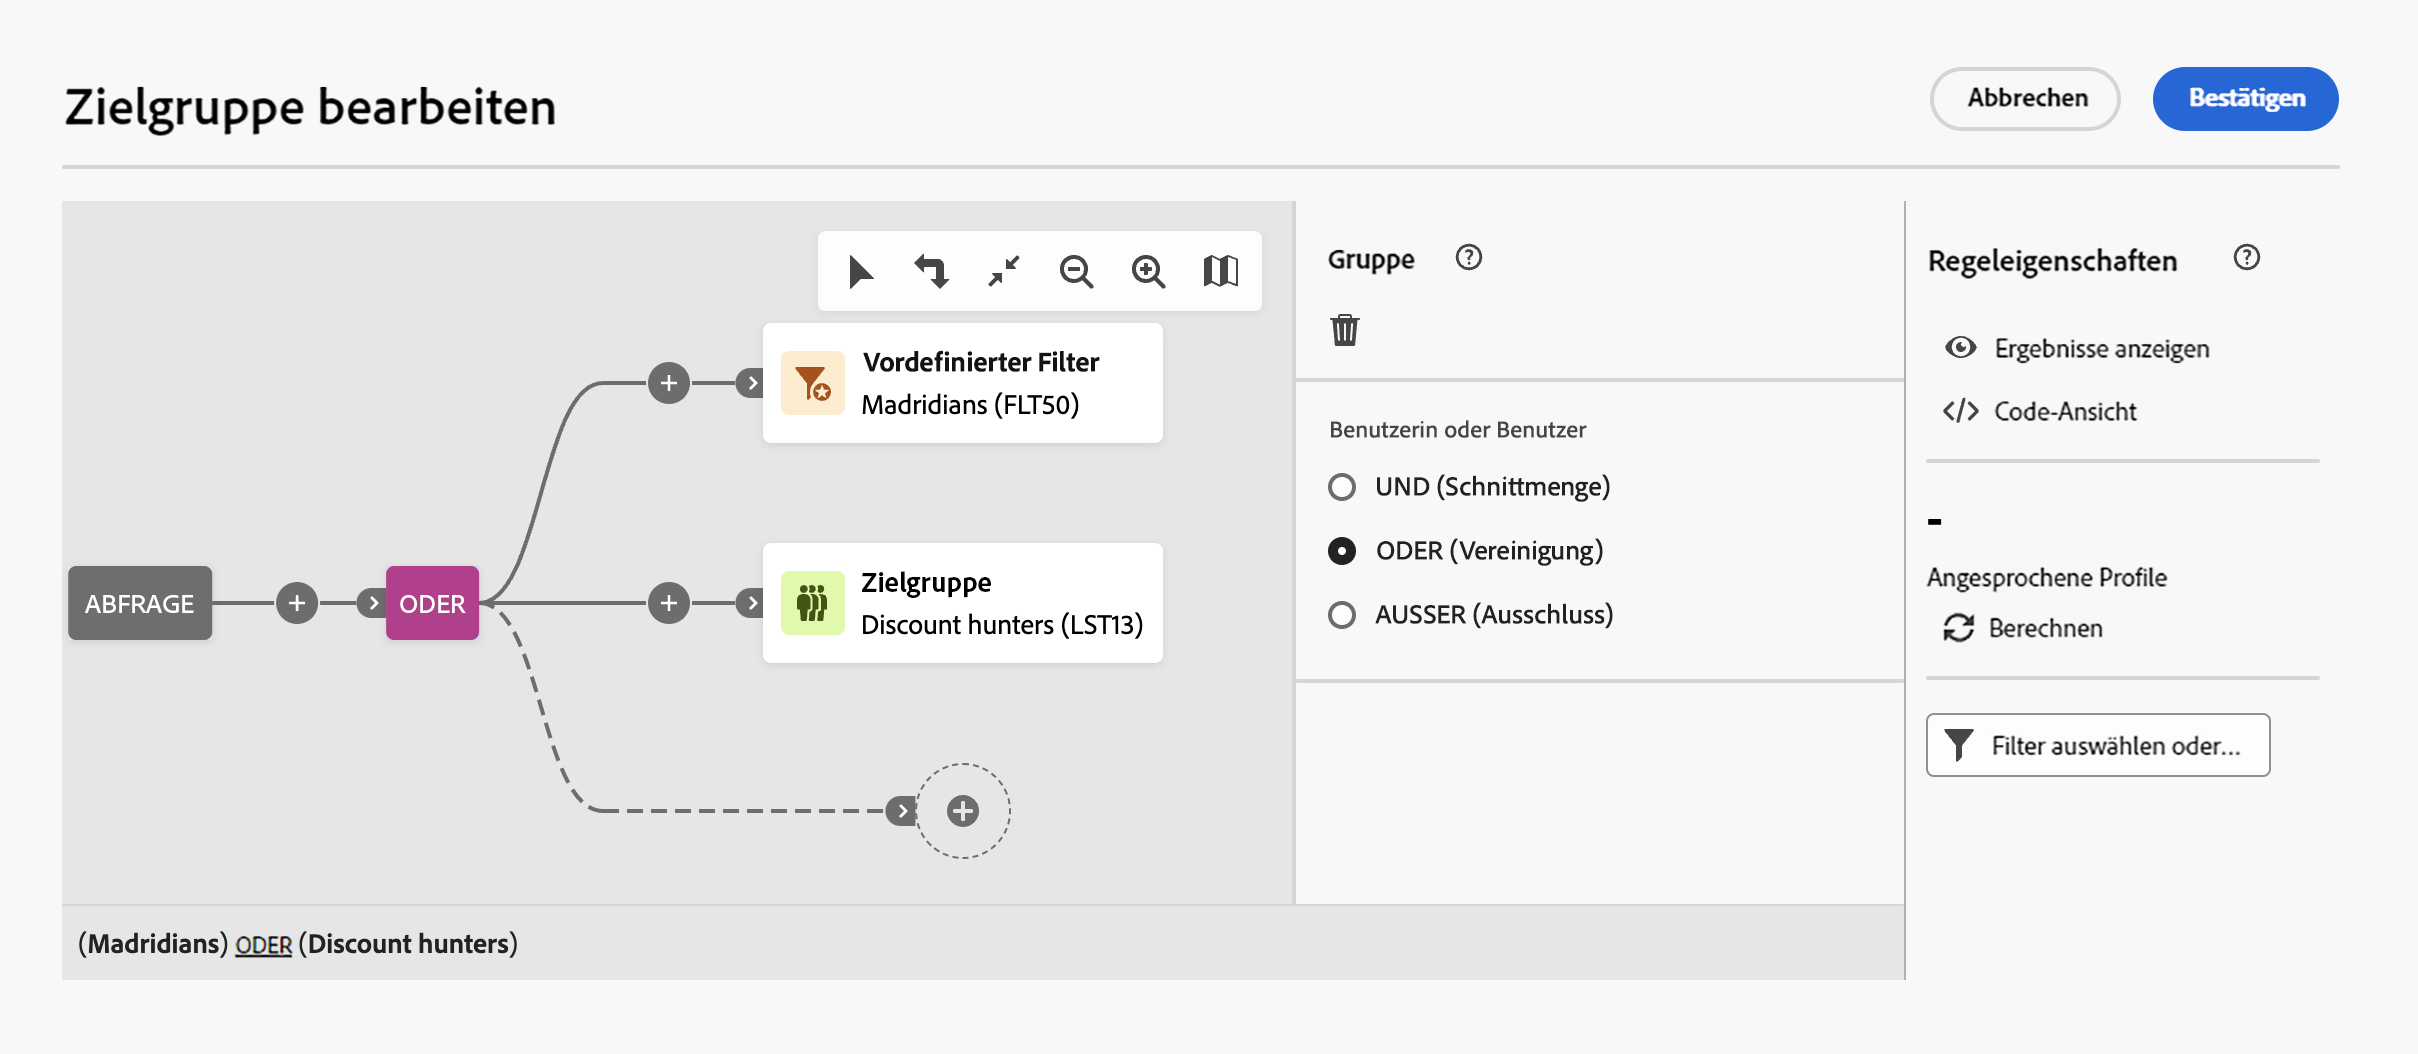 Zielgruppe bearbeiten
Abbrechen
Bestätigen
Vordefinierter Filter
Madridians (FLT50)
ABFRAGE
ODER
Zielgruppe
Discount hunters (LST13)
(Madridians) ODER (Discount hunters)
Gruppe
Benutzerin oder Benutzer
UND (Schnittmenge)
ODER (Vereinigung)
AUSSER (Ausschluss)
Regeleigenschaften
Ergebnisse anzeigen
Code-Ansicht
-
Angesprochene Profile
Berechnen
Filter auswählen oder...